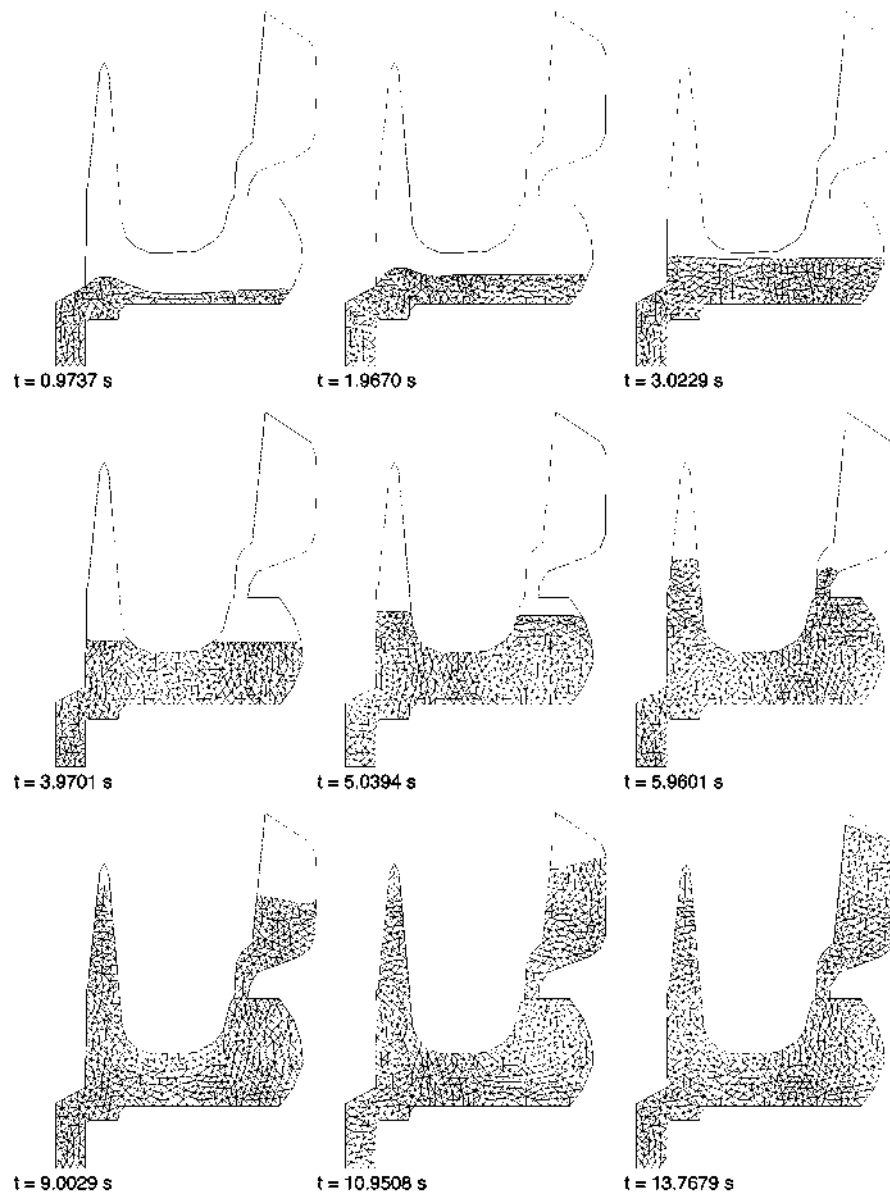 t = 0.9737 s
t = 1.9670 s
t = 3.0229 s
t = 3.9701 s
t = 5.0394 s
t = 5.9601 s
t = 9.0029 s
t = 10.9508 s
t = 13.7679 s